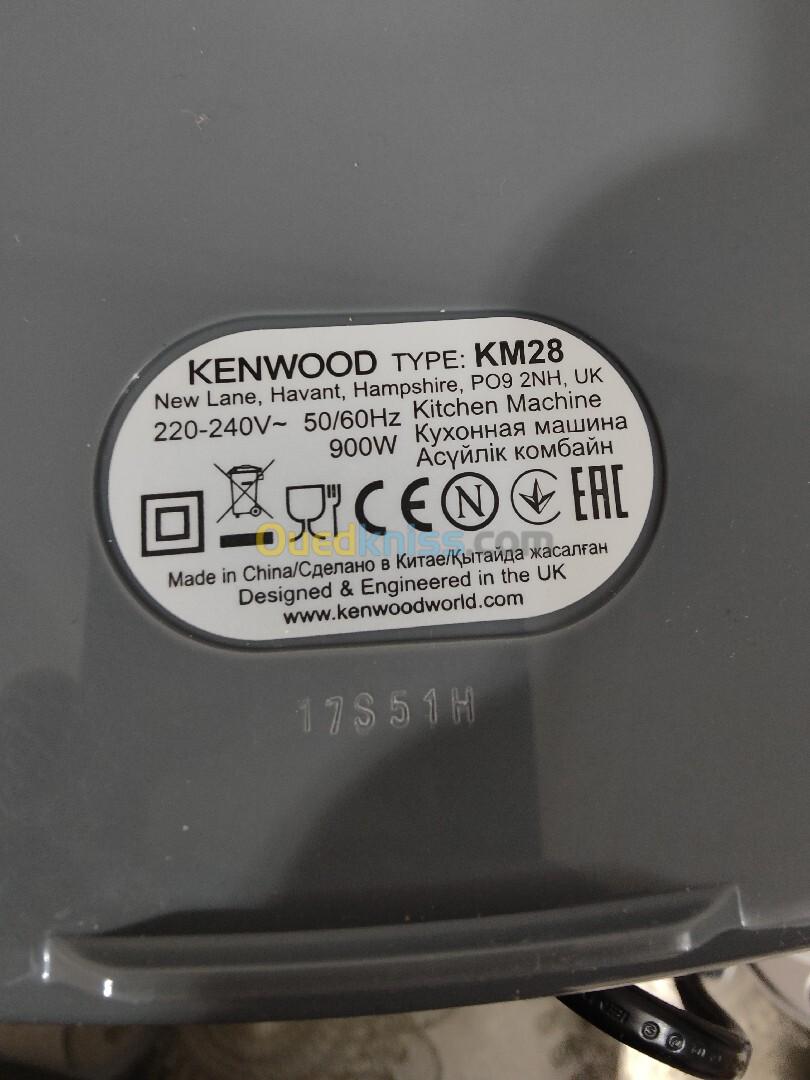 KENWOOD TYPE: KM28
New Lane, Havant, Hampshire, PO9 2NH, UK
220-240V~ 50/60Hz Kitchen Machine
900W Кухонная машина
Асүйлік комбайн
CE N EAC
Ouedkniss.com
Made in China/Сделано в Китае/Қытайда жасалған
Designed & Engineered in the UK
www.kenwoodworld.com
17S51H